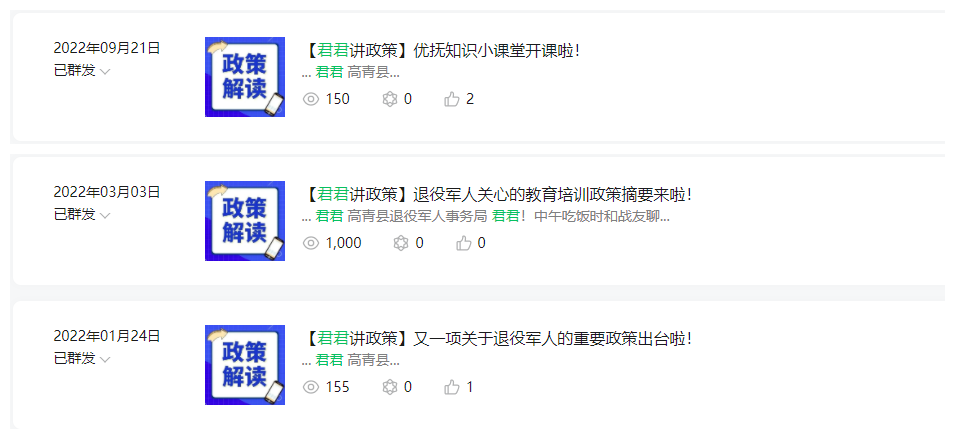 2022年09月21日
已群发
政策
解读
【君君讲政策】优抚知识小课堂开课啦！
... 君君 高青县...
150
0
2
2022年03月03日
已群发
政策
解读
【君君讲政策】退役军人关心的教育培训政策摘要来啦！
... 君君 高青县退役军人事务局 君君！中午吃饭时和战友聊...
1,000
0
0
2022年01月24日
已群发
政策
解读
【君君讲政策】又一项关于退役军人的重要政策出台啦！
... 君君 高青县...
155
0
1